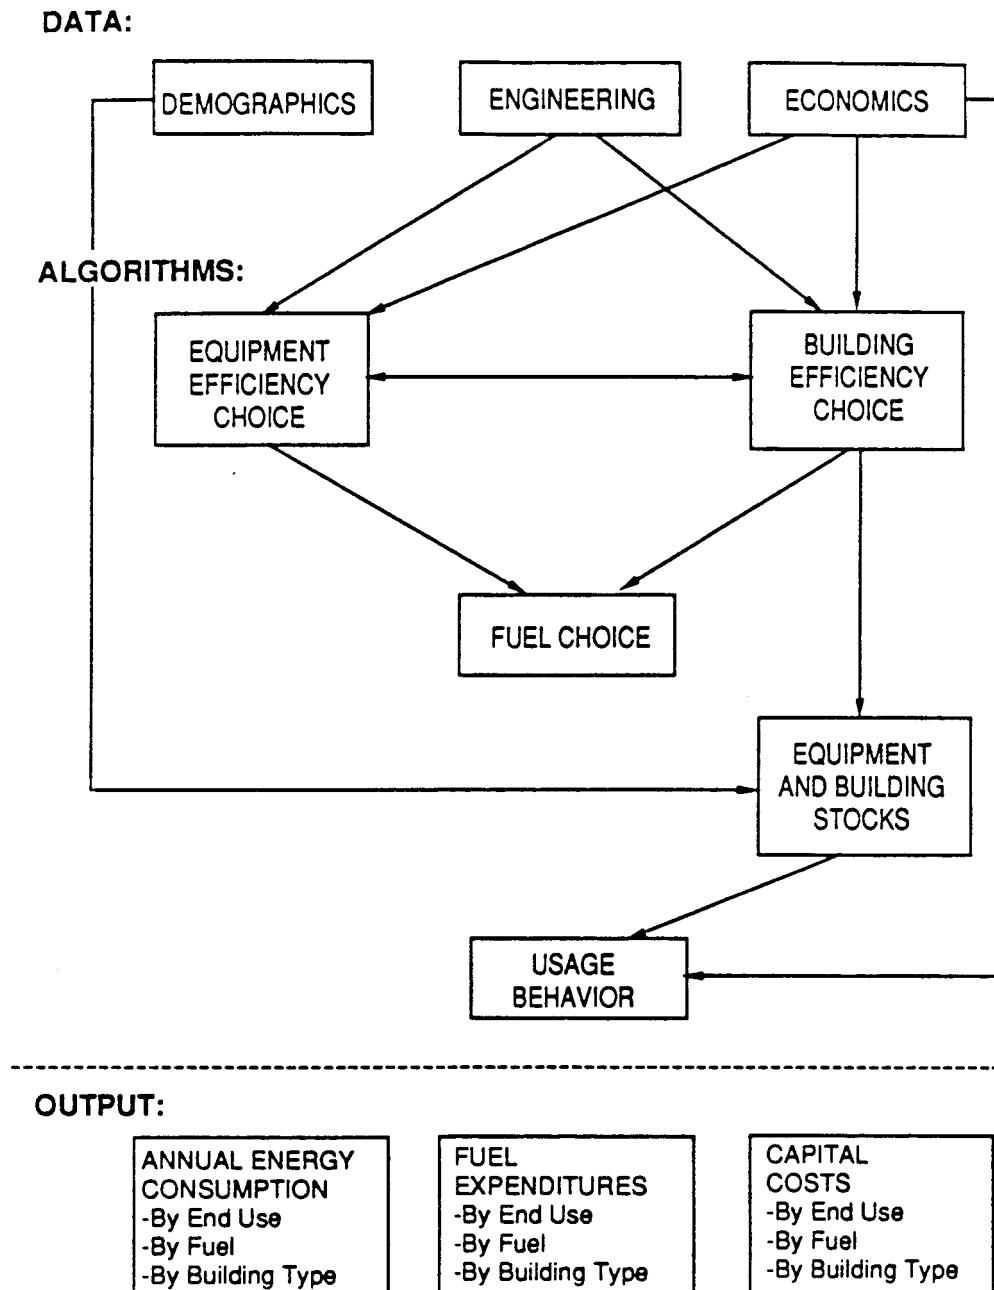 DATA:
DEMOGRAPHICS
ENGINEERING
ECONOMICS
ALGORITHMS:
EQUIPMENT
EFFICIENCY
CHOICE
BUILDING
EFFICIENCY
CHOICE
FUEL CHOICE
EQUIPMENT
AND BUILDING
STOCKS
USAGE
BEHAVIOR
OUTPUT:
ANNUAL ENERGY
CONSUMPTION
-By End Use
-By Fuel
-By Building Type
FUEL
EXPENDITURES
-By End Use
-By Fuel
-By Building Type
CAPITAL
COSTS
-By End Use
-By Fuel
-By Building Type